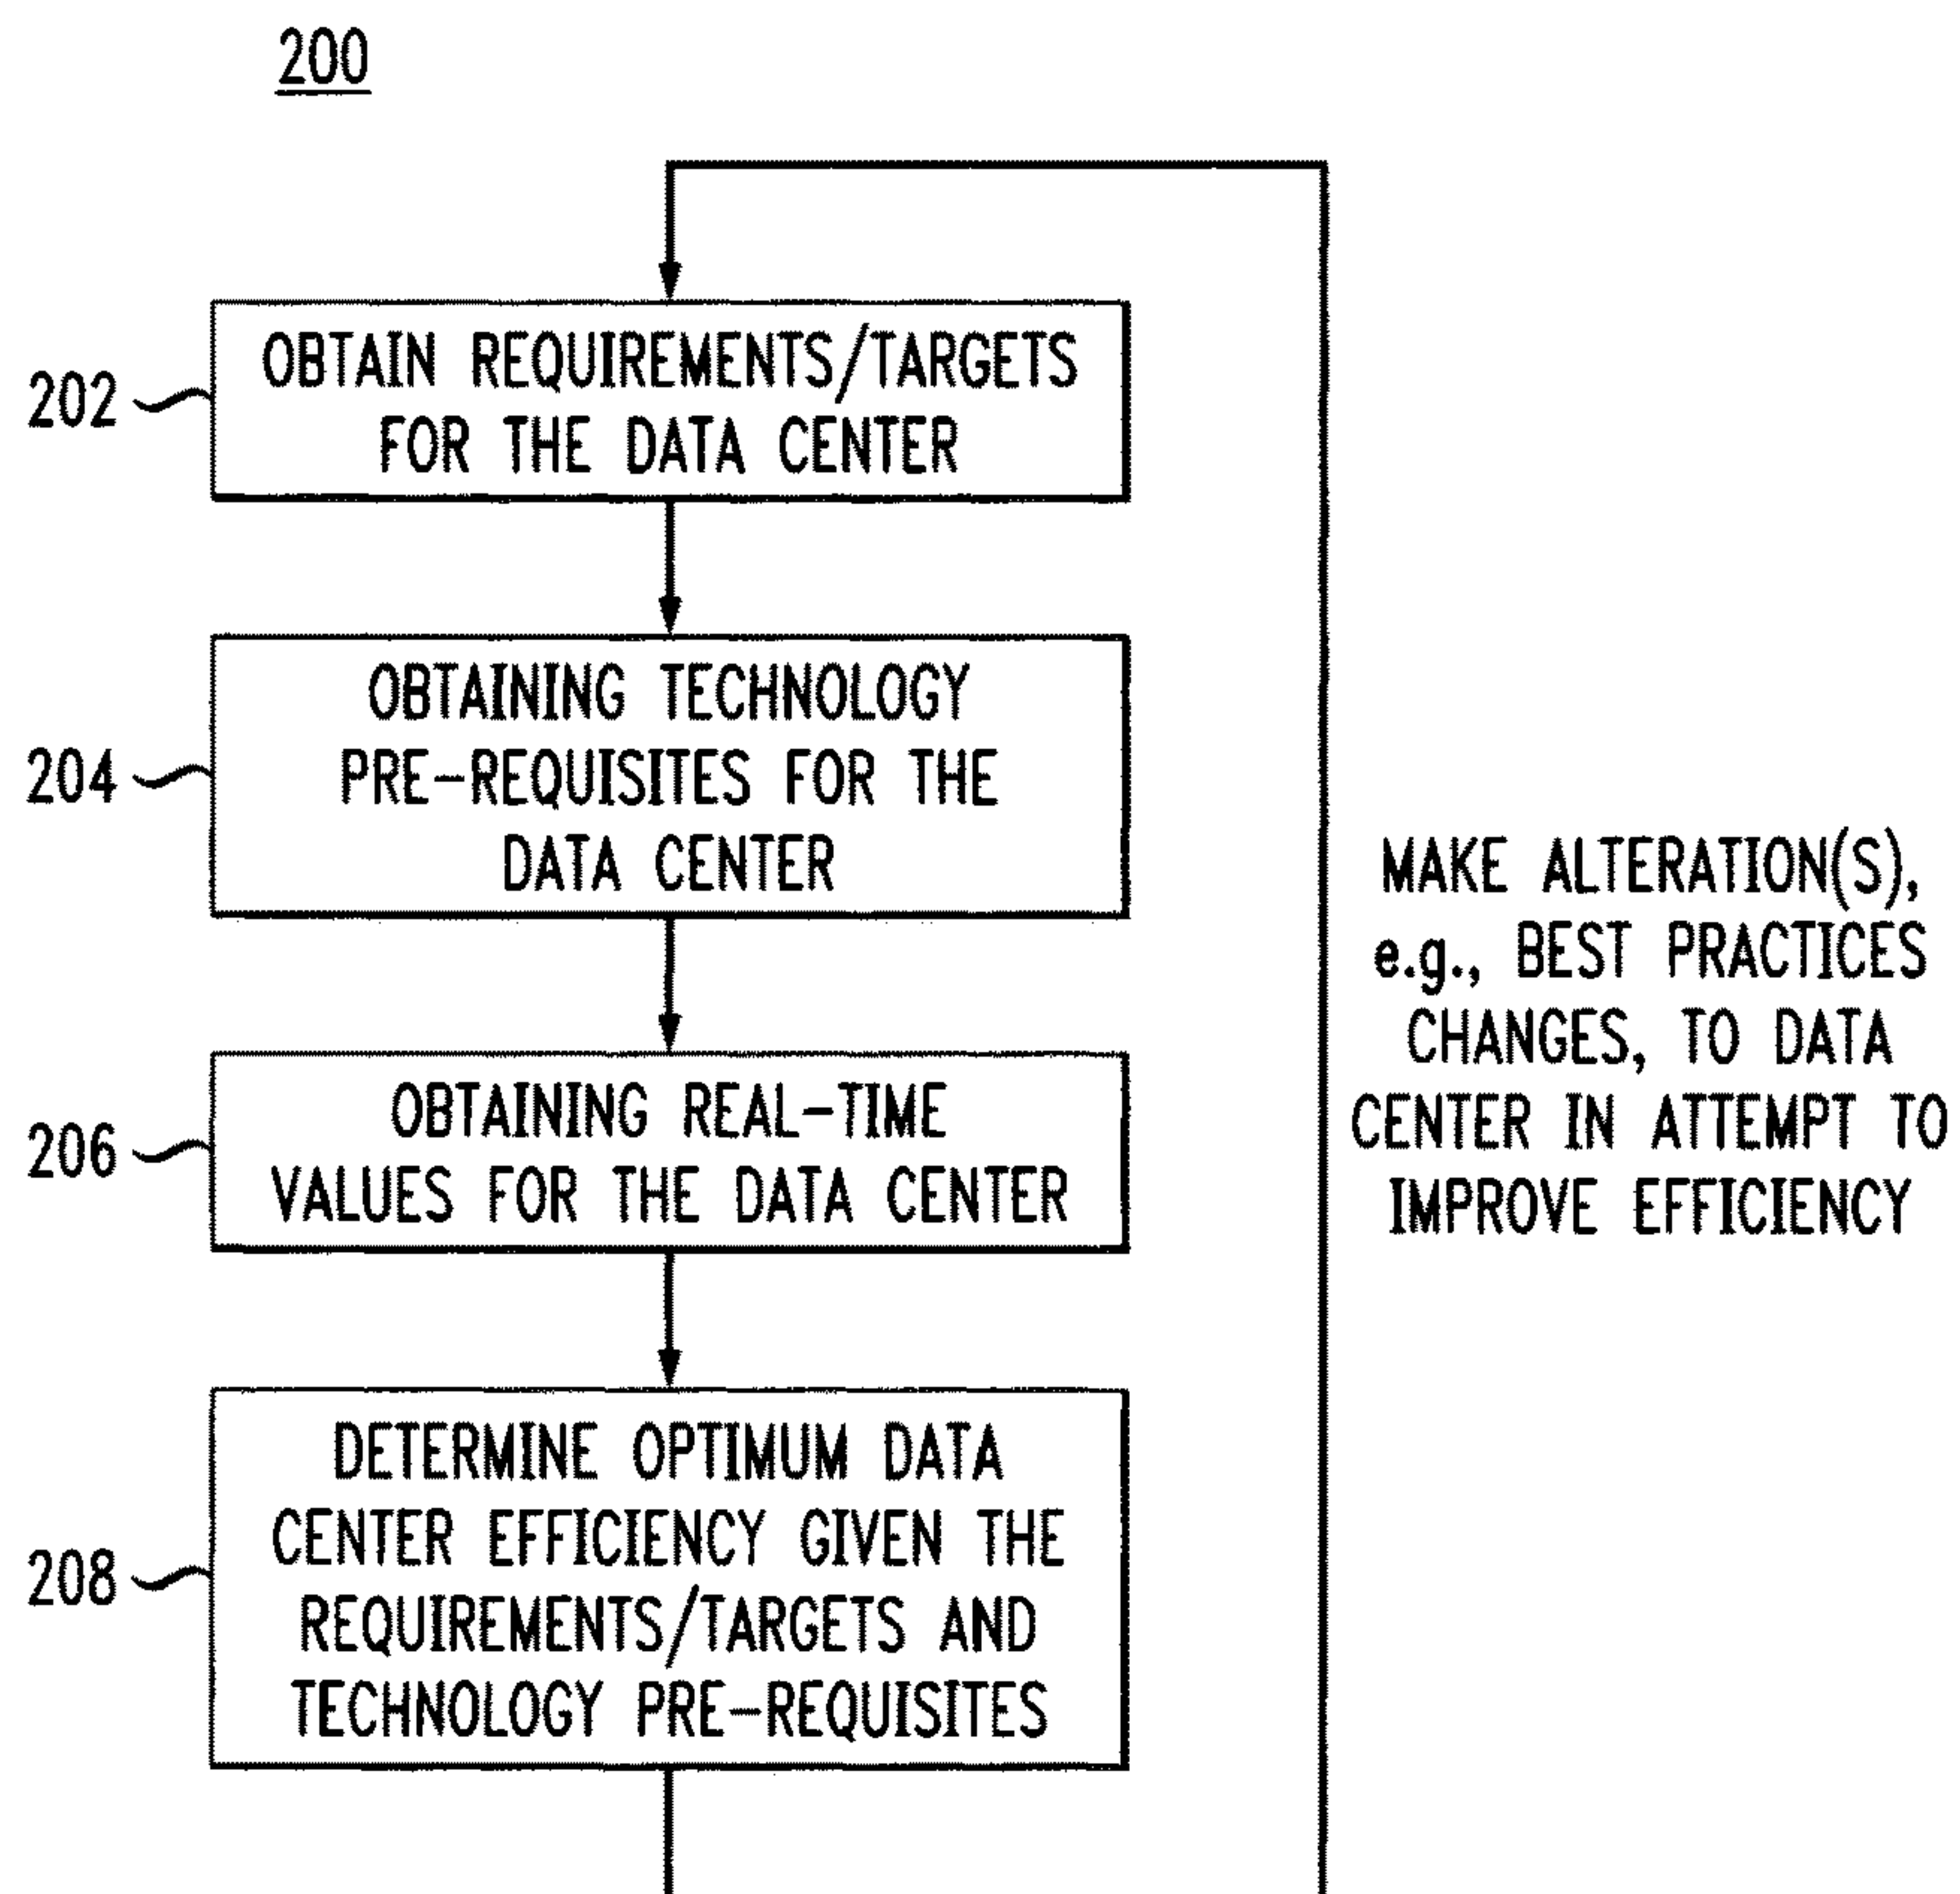 200
202
OBTAIN REQUIREMENTS/TARGETS
FOR THE DATA CENTER
204
OBTAINING TECHNOLOGY
PRE-REQUISITES FOR THE
DATA CENTER
206
OBTAINING REAL-TIME
VALUES FOR THE DATA CENTER
208
DETERMINE OPTIMUM DATA
CENTER EFFICIENCY GIVEN THE
REQUIREMENTS/TARGETS AND
TECHNOLOGY PRE-REQUISITES
MAKE ALTERATION(S),
e.g., BEST PRACTICES
CHANGES, TO DATA
CENTER IN ATTEMPT TO
IMPROVE EFFICIENCY